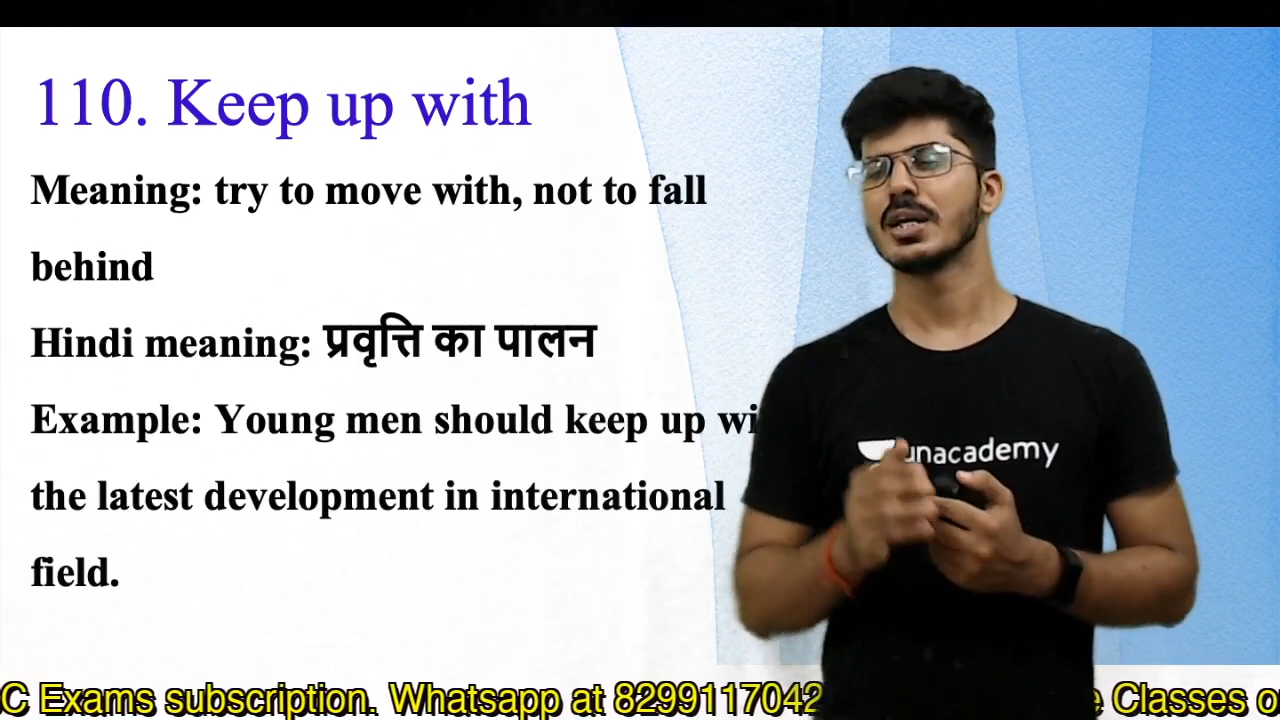 110. Keep up with
Meaning: try to move with, not to fall
behind
Hindi meaning: प्रवृत्ति का पालन
Example: Young men should keep up wi
the latest development in international
field.
unacademy
C Exams subscription. Whatsapp at 8299117042 e Classes o